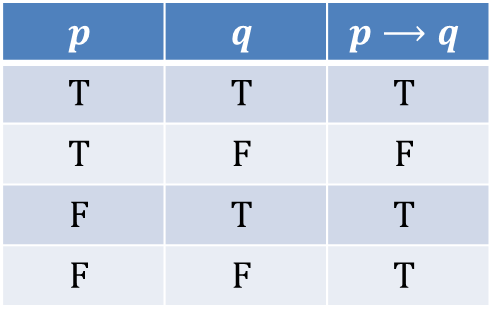 p q p ⟶ q
T T T
T F F
F T T
F F T